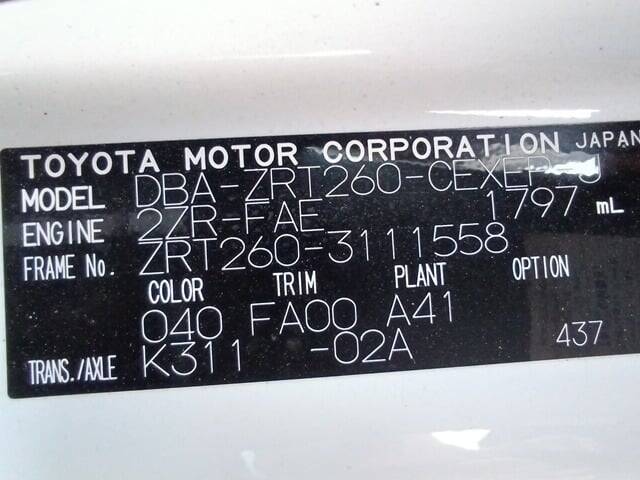 TOYOTA MOTOR CORPORATION JAPAN
MODEL DBA-ZRT260-CEXEP-J
ENGINE 2ZR-FAE 1797 mL
FRAME No. ZRT260-3111558
COLOR TRIM PLANT OPTION
040 FA00 A41
TRANS./AXLE K311 -02A 437